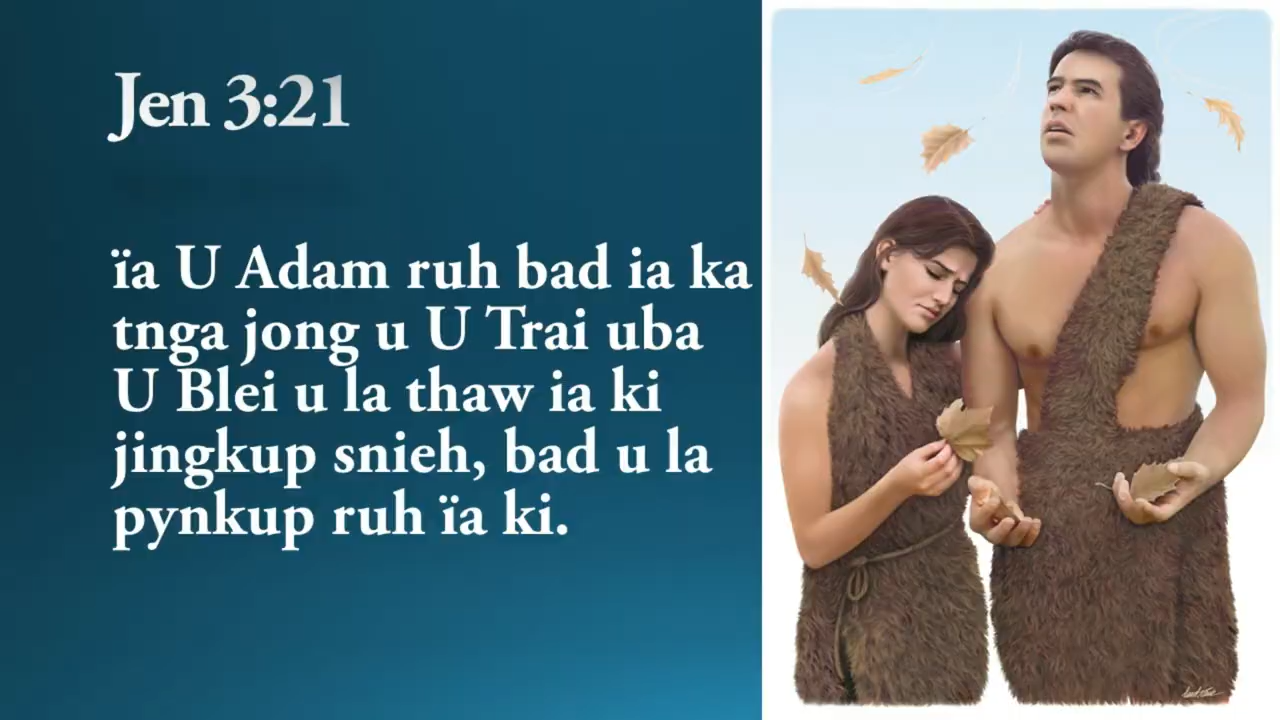 Jen 3:21
ïa U Adam ruh bad ia ka
tnga jong u U Trai uba
U Blei u la thaw ia ki
jingkup snieh, bad u la
pynkup ruh ïa ki.